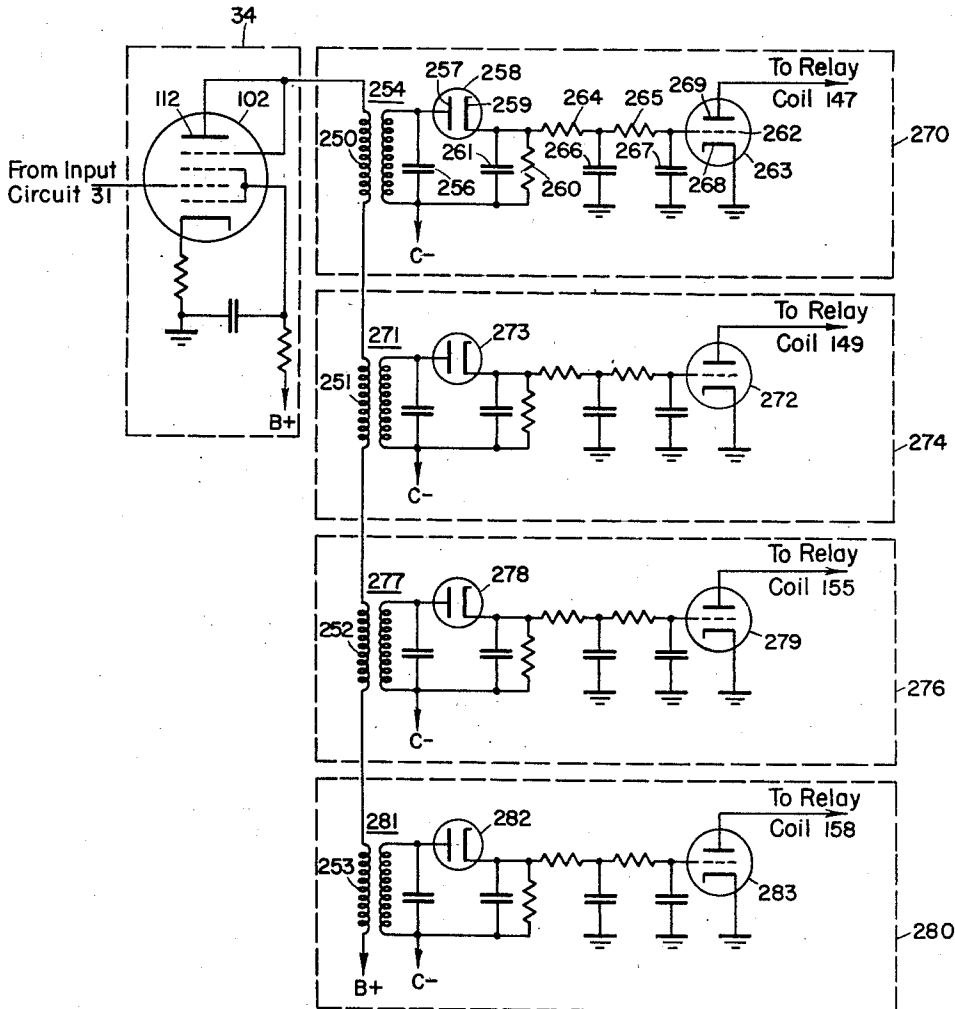 34
112
102
From Input
Circuit 31
B+
254
250
257
258
259
261
256
260
264
265
266
267
269
262
268
263
To Relay
Coil 147
270
C-
271
251
273
To Relay
Coil 149
272
274
C-
277
252
278
To Relay
Coil 155
279
276
C-
281
253
282
To Relay
Coil 158
283
280
B+
C-